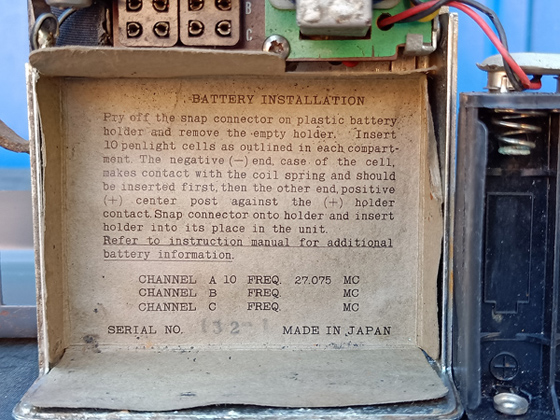 B
C
BATTERY INSTALLATION
Pry off the snap connector on plastic battery
holder and remove the empty holder. Insert
10 penlight cells as outlined in each compart-
ment. The negative (—) end, case of the cell,
makes contact with the coil spring and should
be inserted first, then the other end, positive
(+) center post against the (+) holder
contact. Snap connector onto holder and insert
holder into its place in the unit.
Refer to instruction manual for additional
battery information.
CHANNEL A 10 FREQ. 27.075 MC
CHANNEL B FREQ. MC
CHANNEL C FREQ. MC
SERIAL NO. MADE IN JAPAN